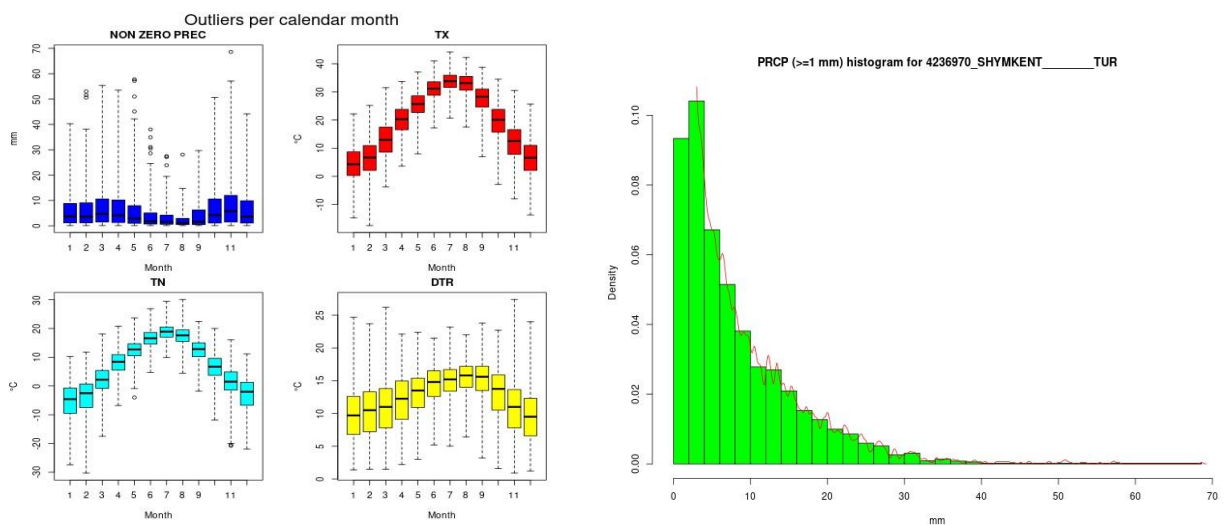 Outliers per calendar month
NON ZERO PREC
mm
0 10 20 30 40 50 60 70
1 2 3 4 5 6 7 8 9 11
Month
TX
°C
-10 0 10 20 30 40
1 2 3 4 5 6 7 8 9 11
Month
TN
°C
-30 -20 -10 0 10 20 30
1 2 3 4 5 6 7 8 9 11
Month
DTR
°C
0 5 10 15 20 25
1 2 3 4 5 6 7 8 9 11
Month
PRCP (>=1 mm) histogram for 4236970_SHYMKENT________TUR
Density
0.00 0.02 0.04 0.06 0.08 0.10
0 10 20 30 40 50 60 70
mm